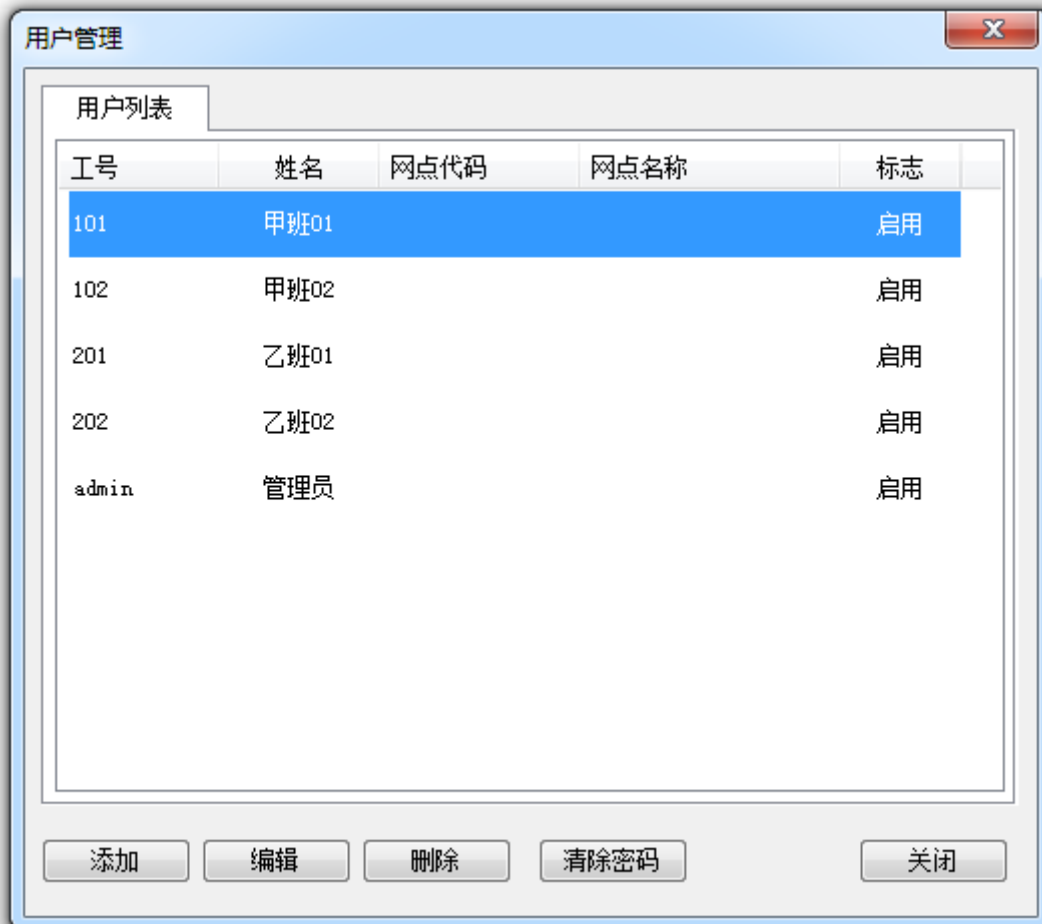 用户管理
用户列表
工号 姓名 网点代码 网点名称 标志
101 甲班01 启用
102 甲班02 启用
201 乙班01 启用
202 乙班02 启用
admin 管理员 启用
添加 编辑 删除 清除密码 关闭